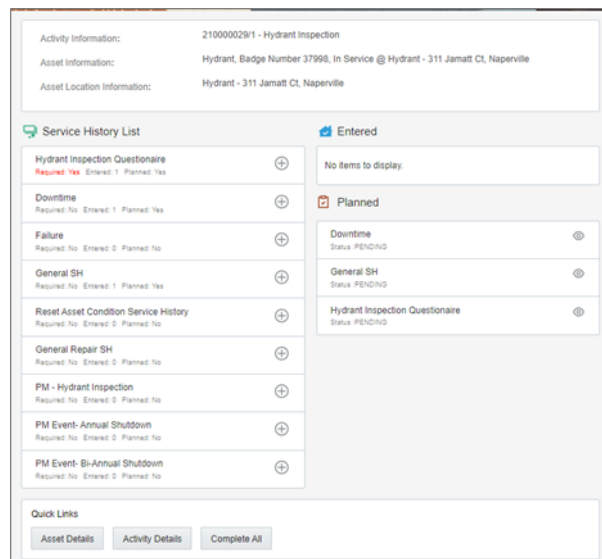 Activity Information: 210000029/1 - Hydrant Inspection
Asset Information: Hydrant, Badge Number 37998, In Service @ Hydrant - 311 Jamatt Ct, Naperville
Asset Location Information: Hydrant - 311 Jamatt Ct, Naperville
Service History List
Hydrant Inspection Questionaire
Required: Yes Entered: 1 Planned: Yes
Downtime
Required: No Entered: 1 Planned: Yes
Failure
Required: No Entered: 0 Planned: No
General SH
Required: No Entered: 1 Planned: Yes
Reset Asset Condition Service History
Required: No Entered: 0 Planned: No
General Repair SH
Required: No Entered: 0 Planned: No
PM - Hydrant Inspection
Required: No Entered: 0 Planned: No
PM Event- Annual Shutdown
Required: No Entered: 0 Planned: No
PM Event- Bi-Annual Shutdown
Required: No Entered: 0 Planned: No
Entered
No items to display.
Planned
Downtime
Status :PENDING
General SH
Status :PENDING
Hydrant Inspection Questionaire
Status :PENDING
Quick Links
Asset Details Activity Details Complete All